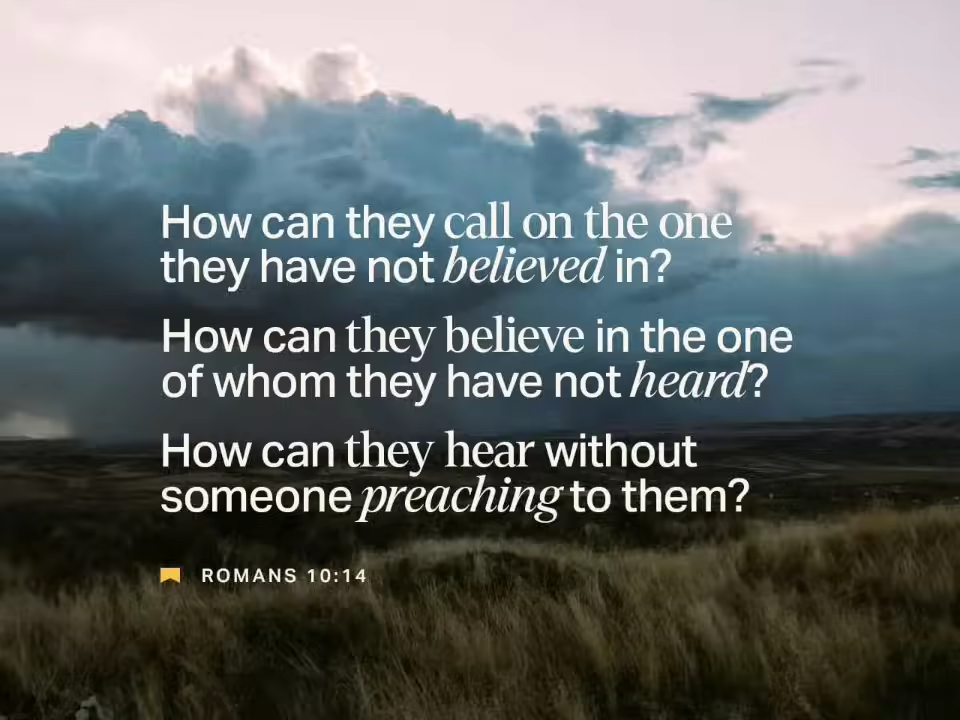 How can they call on the one
they have not believed in?
How can they believe in the one
of whom they have not heard?
How can they hear without
someone preaching to them?
ROMANS 10:14